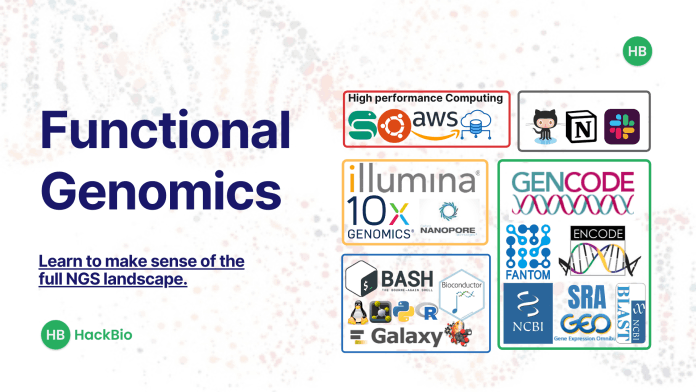 HB
Functional
Genomics
Learn to make sense of the
full NGS landscape.
HB HackBio
High performance Computing
aws
N
illumina®
10x
GENOMICS®
NANOPORE
BASH
THE BOURNE-AGAIN SHELL
Bioconductor
R
Galaxy
GENCODE
FANTOM
ENCODE
NCBI
SRA
GEO
Gene Expression Omnibus
BLAST
NCBI